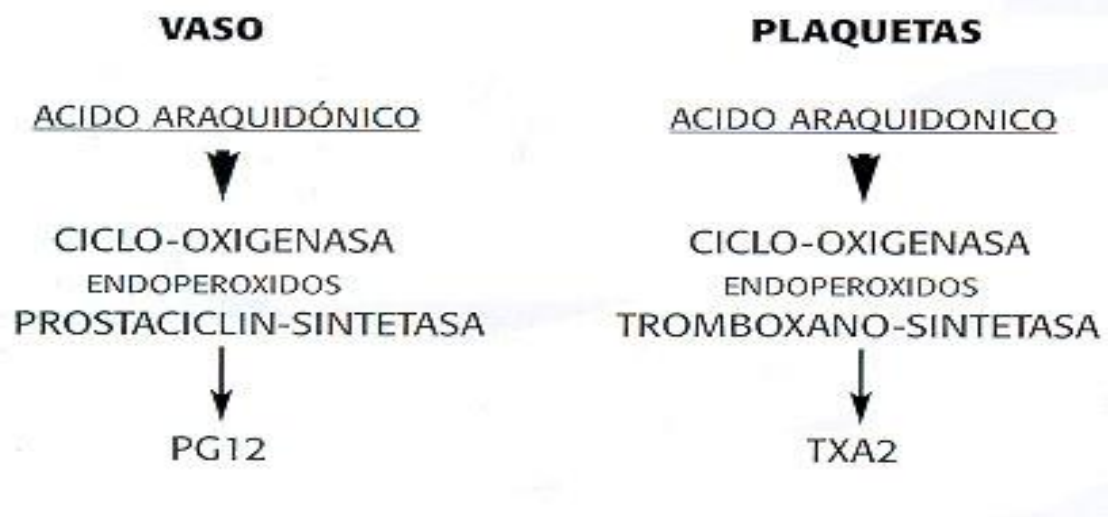 VASO
ACIDO ARAQUIDÓNICO
CICLO-OXIGENASA
ENDOPEROXIDOS
PROSTACICLIN-SINTETASA
PG12
PLAQUETAS
ACIDO ARAQUIDONICO
CICLO-OXIGENASA
ENDOPEROXIDOS
TROMBOXANO-SINTETASA
TXA2